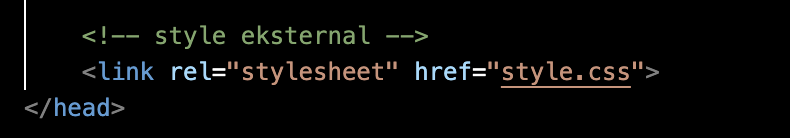 <!-- style eksternal -->
<link rel="stylesheet" href="style.css">
</head>